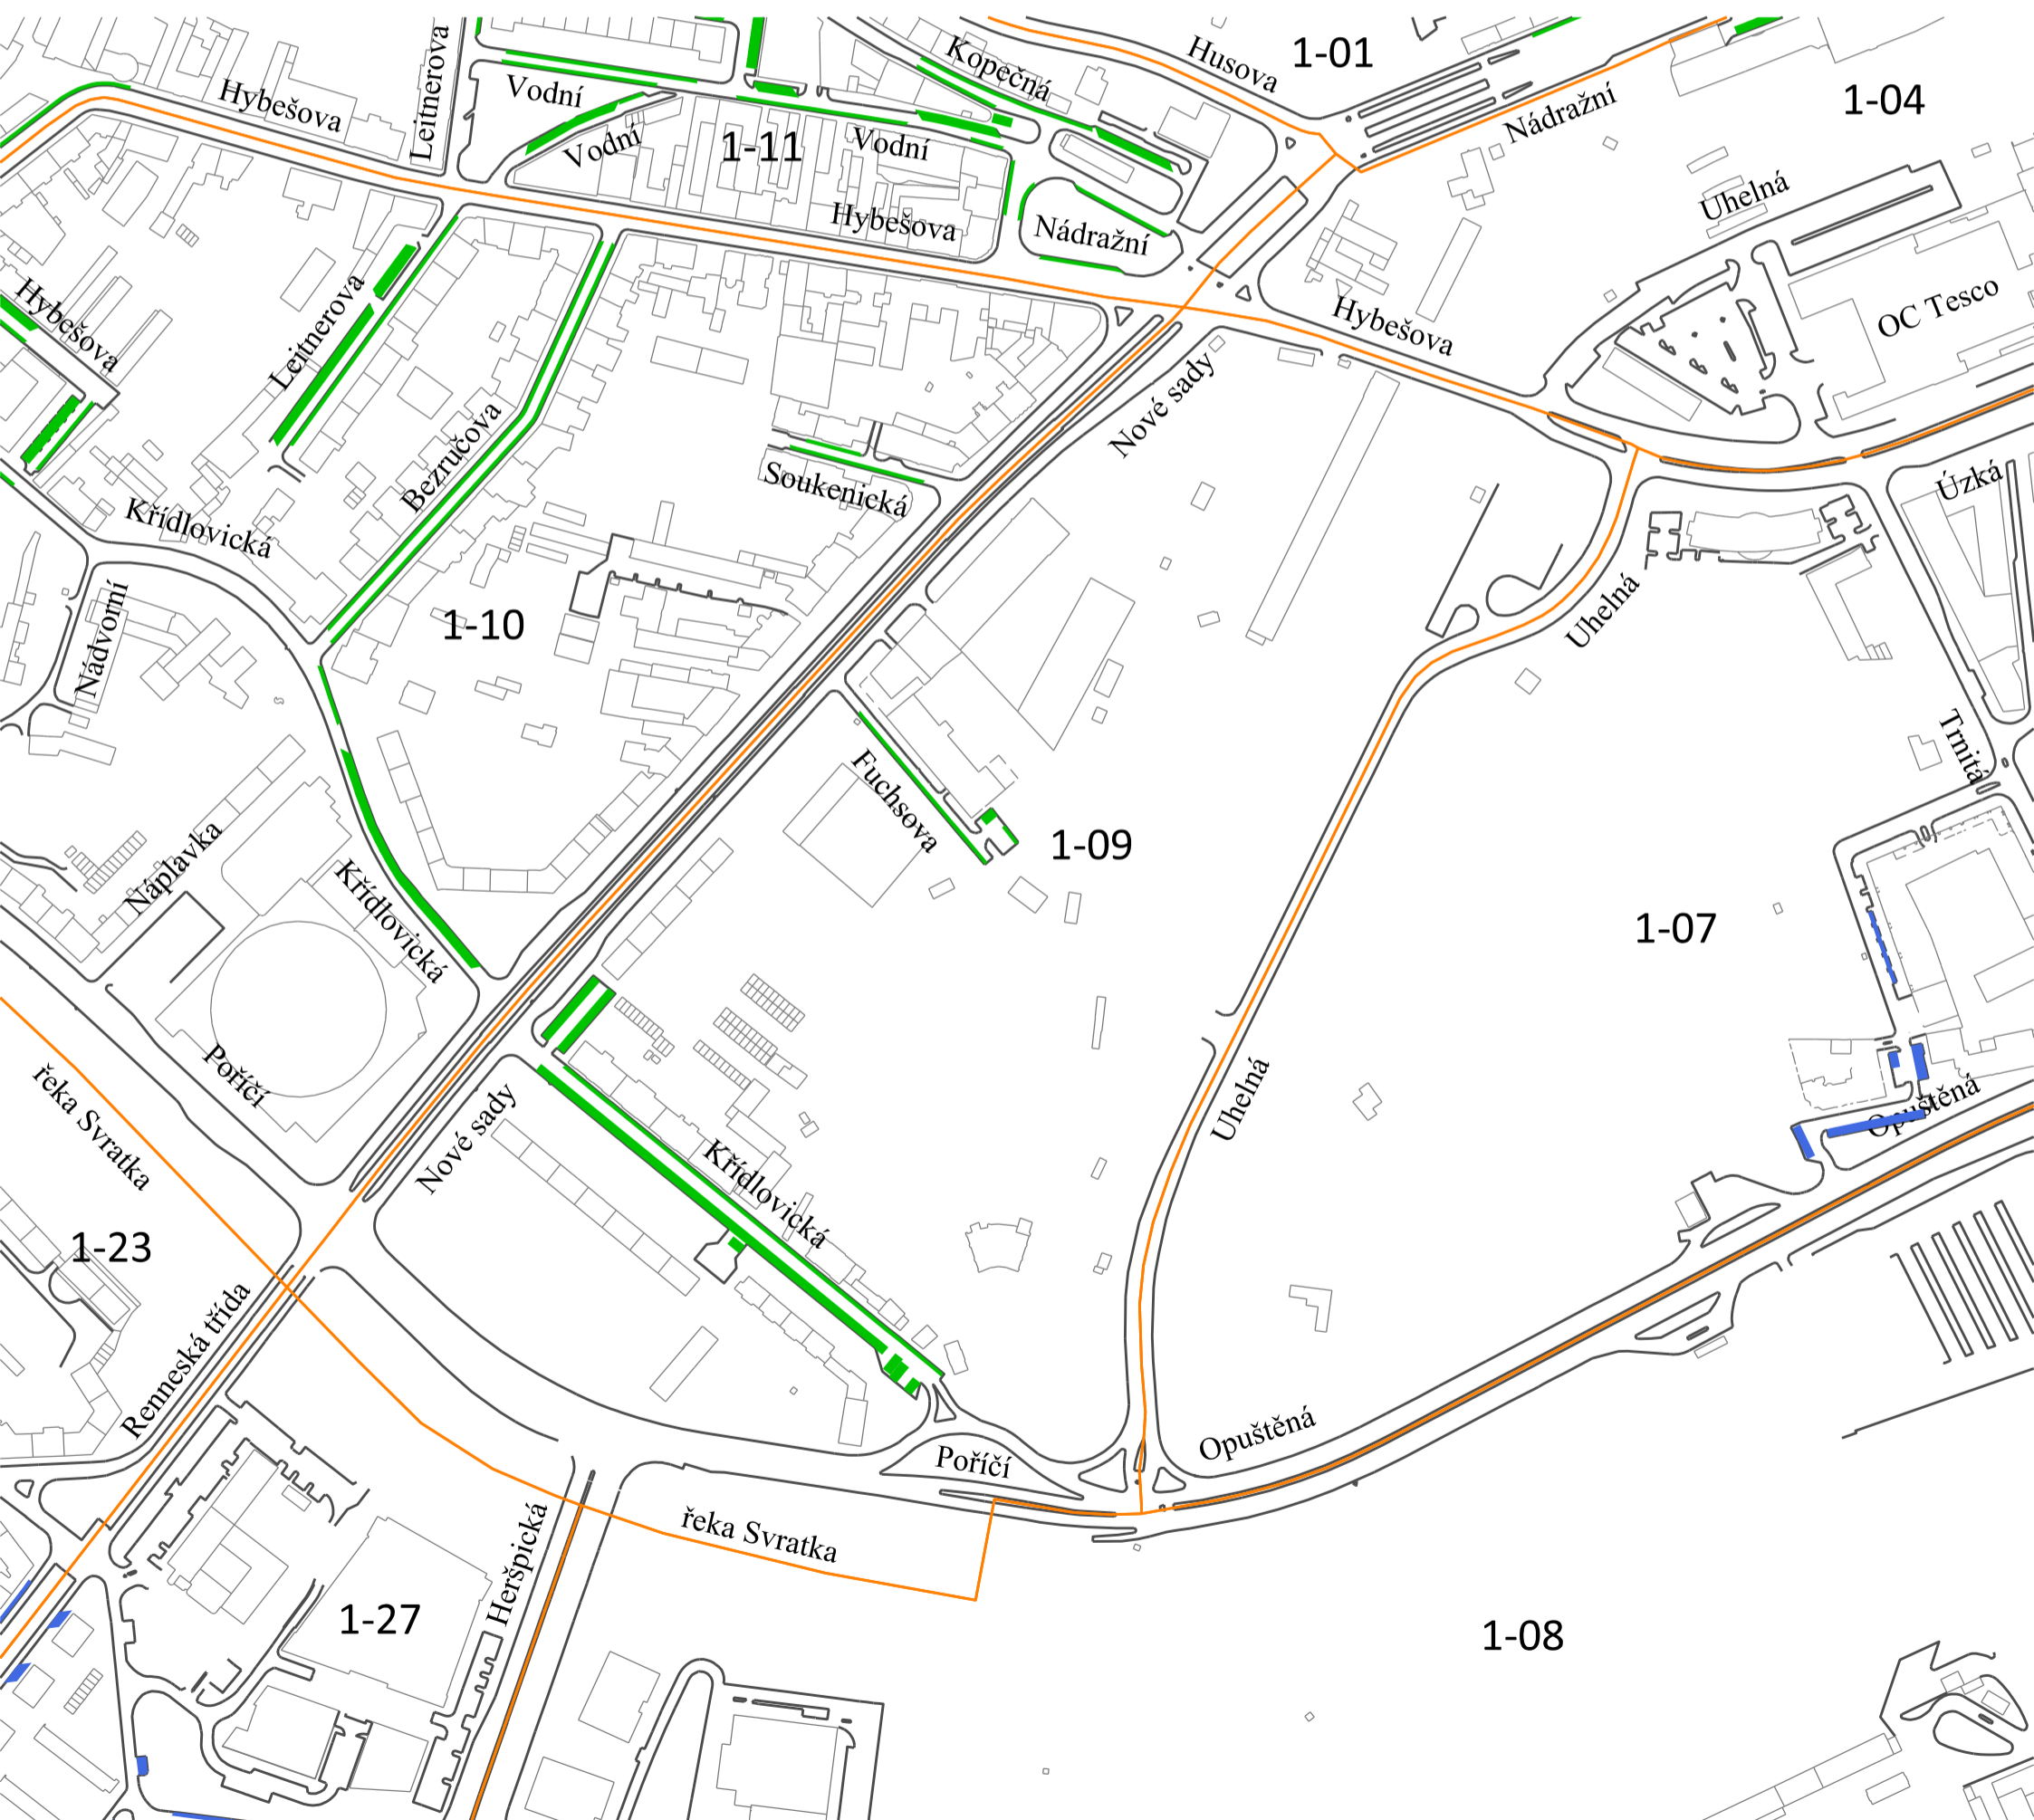 Husova
1-01
Kopečná
Leitnerova
Hybešova
Vodní
1-04
Nádražní
Vodní
1-11
Vodní
Uhelná
Hybešova
Nádražní
Hybešova
Leitnerova
Hybešova
OC Tesco
Nové sady
Bezručova
Soukenická
Úzká
Křídlovická
Nádvorní
1-10
Uhelná
Trnitá
Fuchsova
1-09
Náplavka
Křídlovická
1-07
Poříčí
řeka Svratka
Uhelná
Opuštěná
Nové sady
Křídlovická
1-23
Renneská třída
Opuštěná
Poříčí
řeka Svratka
Heršpická
1-27
1-08